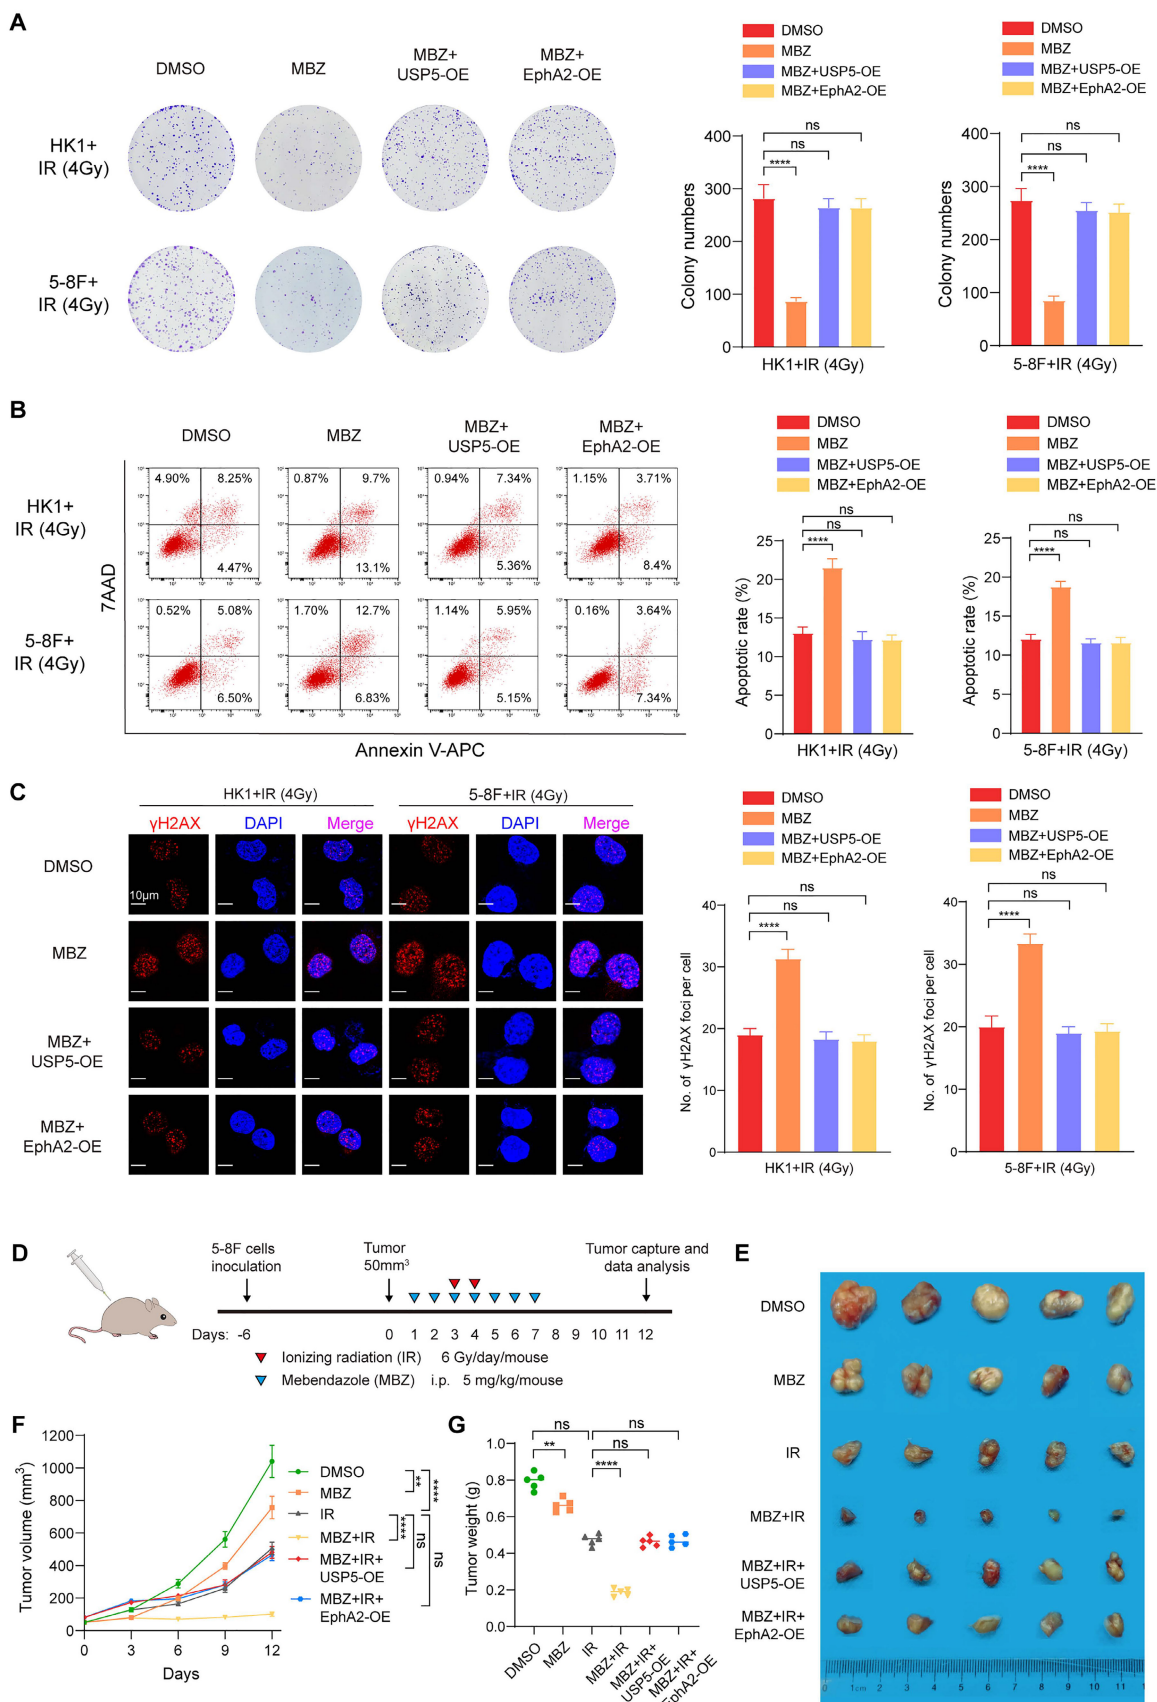 A
DMSO
MBZ
MBZ+
USP5-OE
MBZ+
EphA2-OE
HK1+
IR (4Gy)
5-8F+
IR (4Gy)
DMSO
MBZ
MBZ+USP5-OE
MBZ+EphA2-OE
ns
ns
****
400
300
200
100
0
Colony numbers
HK1+IR (4Gy)
DMSO
MBZ
MBZ+USP5-OE
MBZ+EphA2-OE
ns
ns
****
400
300
200
100
0
Colony numbers
5-8F+IR (4Gy)
B
DMSO
MBZ
MBZ+
USP5-OE
MBZ+
EphA2-OE
HK1+
IR (4Gy)
4.90% 8.25%
4.47%
0.87% 9.7%
13.1%
0.94% 7.34%
5.36%
1.15% 3.71%
8.4%
5-8F+
IR (4Gy)
0.52% 5.08%
6.50%
1.70% 12.7%
6.83%
1.14% 5.95%
5.15%
0.16% 3.64%
7.34%
7AAD
Annexin V-APC
DMSO
MBZ
MBZ+USP5-OE
MBZ+EphA2-OE
ns
ns
****
25
20
15
10
5
0
Apoptotic rate (%)
HK1+IR (4Gy)
DMSO
MBZ
MBZ+USP5-OE
MBZ+EphA2-OE
ns
ns
****
25
20
15
10
5
0
Apoptotic rate (%)
5-8F+IR (4Gy)
C
HK1+IR (4Gy)
5-8F+IR (4Gy)
γH2AX DAPI Merge γH2AX DAPI Merge
DMSO
10μm
MBZ
MBZ+
USP5-OE
MBZ+
EphA2-OE
DMSO
MBZ
MBZ+USP5-OE
MBZ+EphA2-OE
ns
ns
****
40
30
20
10
0
No. of γH2AX foci per cell
HK1+IR (4Gy)
DMSO
MBZ
MBZ+USP5-OE
MBZ+EphA2-OE
ns
ns
****
40
30
20
10
0
No. of γH2AX foci per cell
5-8F+IR (4Gy)
D
5-8F cells
inoculation
Tumor
50mm³
Tumor capture and
data analysis
Days: -6 0 1 2 3 4 5 6 7 8 9 10 11 12
Ionizing radiation (IR) 6 Gy/day/mouse
Mebendazole (MBZ) i.p. 5 mg/kg/mouse
E
DMSO
MBZ
IR
MBZ+IR
MBZ+IR+
USP5-OE
MBZ+IR+
EphA2-OE
0 1cm 2 3 4 5 6 7 8 9 10 11
F
Tumor volume (mm³)
1200
1000
800
600
400
200
0
0 3 6 9 12
Days
DMSO
MBZ
IR
MBZ+IR
MBZ+IR+
USP5-OE
MBZ+IR+
EphA2-OE
**
****
****
ns
ns
G
ns
ns
**
ns
****
Tumor weight (g)
1.0
0.8
0.6
0.4
0.2
0.0
DMSO
MBZ
IR
MBZ+IR
MBZ+IR+
USP5-OE
MBZ+IR+
EphA2-OE